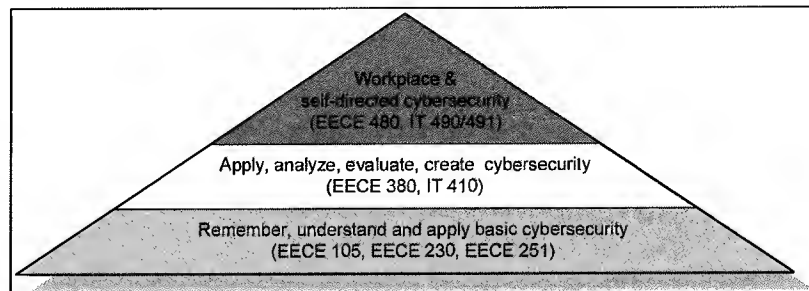 Workplace &
self-directed cybersecurity
(EECE 480, IT 490/491)
Apply, analyze, evaluate, create cybersecurity
(EECE 380, IT 410)
Remember, understand and apply basic cybersecurity
(EECE 105, EECE 230, EECE 251)